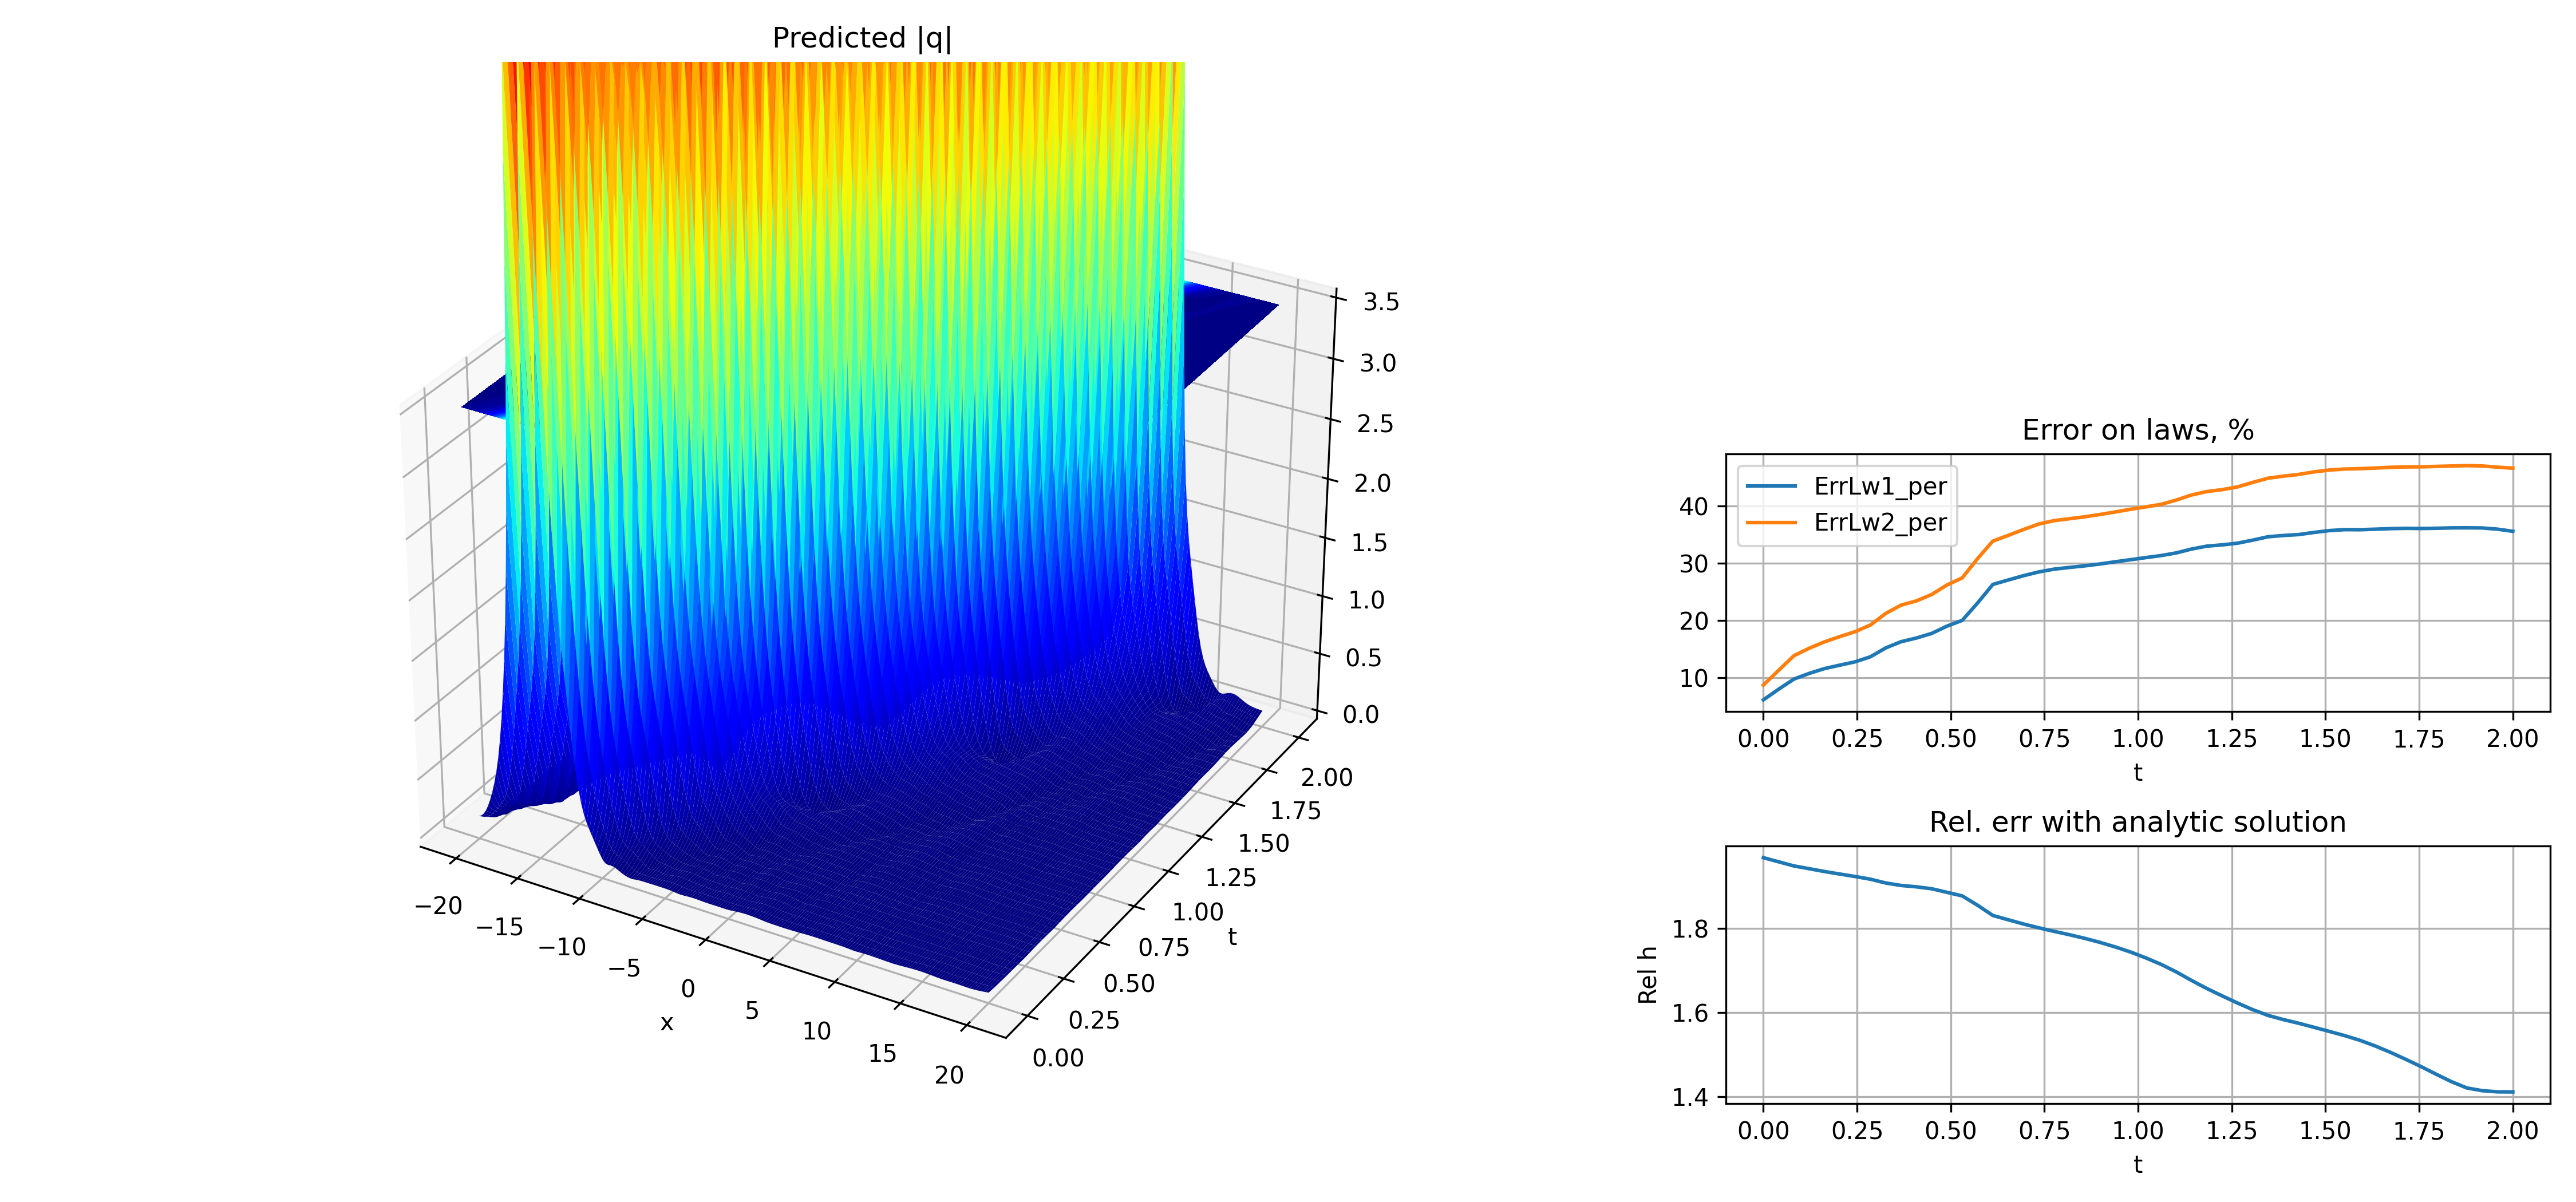 Predicted |q|
3.5
3.0
2.5
2.0
1.5
1.0
0.5
0.0
−20
−15
−10
−5
0
5
10
15
20
x
0.00
0.25
0.50
0.75
1.00
1.25
1.50
1.75
2.00
t
Error on laws, %
ErrLw1_per
ErrLw2_per
40
30
20
10
0.00 0.25 0.50 0.75 1.00 1.25 1.50 1.75 2.00
t
Rel. err with analytic solution
Rel h
1.8
1.6
1.4
0.00 0.25 0.50 0.75 1.00 1.25 1.50 1.75 2.00
t